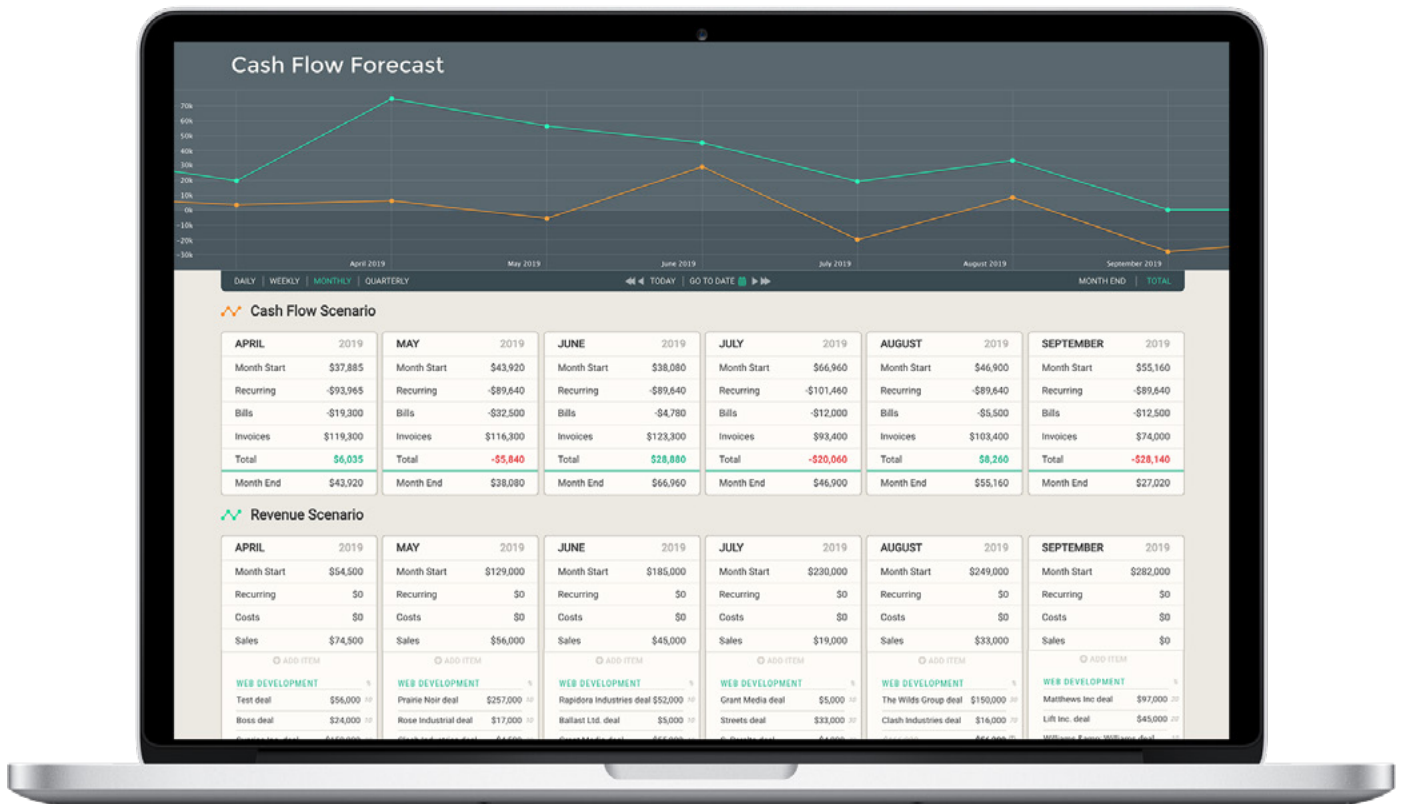 Cash Flow Forecast
70k
60k
50k
40k
30k
20k
10k
0k
-10k
-20k
-30k
April 2019 May 2019 June 2019 July 2019 August 2019 September 2019
DAILY | WEEKLY | MONTHLY | QUARTERLY TODAY | GO TO DATE MONTH END | TOTAL
Cash Flow Scenario
APRIL 2019 MAY 2019 JUNE 2019 JULY 2019 AUGUST 2019 SEPTEMBER 2019
Month Start $37,885 Month Start $43,920 Month Start $38,080 Month Start $66,960 Month Start $46,900 Month Start $55,160
Recurring -$93,965 Recurring -$89,640 Recurring -$89,640 Recurring -$101,460 Recurring -$89,640 Recurring -$89,640
Bills -$19,300 Bills -$32,500 Bills -$4,780 Bills -$12,000 Bills -$5,500 Bills -$12,500
Invoices $119,300 Invoices $116,300 Invoices $123,300 Invoices $93,400 Invoices $103,400 Invoices $74,000
Total $6,035 Total -$5,840 Total $28,880 Total -$20,060 Total $8,260 Total -$28,140
Month End $43,920 Month End $38,080 Month End $66,960 Month End $46,900 Month End $55,160 Month End $27,020
Revenue Scenario
APRIL 2019 MAY 2019 JUNE 2019 JULY 2019 AUGUST 2019 SEPTEMBER 2019
Month Start $54,500 Month Start $129,000 Month Start $185,000 Month Start $230,000 Month Start $249,000 Month Start $282,000
Recurring $0 Recurring $0 Recurring $0 Recurring $0 Recurring $0 Recurring $0
Costs $0 Costs $0 Costs $0 Costs $0 Costs $0 Costs $0
Sales $74,500 Sales $56,000 Sales $45,000 Sales $19,000 Sales $33,000 Sales $0
ADD ITEM ADD ITEM ADD ITEM ADD ITEM ADD ITEM ADD ITEM
WEB DEVELOPMENT WEB DEVELOPMENT WEB DEVELOPMENT WEB DEVELOPMENT WEB DEVELOPMENT WEB DEVELOPMENT
Test deal $56,000 Prairie Noir deal $257,000 Rapidora Industries deal $52,000 Grant Media deal $5,000 The Wilds Group deal $150,000 Matthews Inc deal $97,000
Boss deal $24,000 Rose Industrial deal $17,000 Ballast Ltd. deal $5,000 Streets deal $33,000 Clash Industries deal $16,000 Lift Inc. deal $45,000